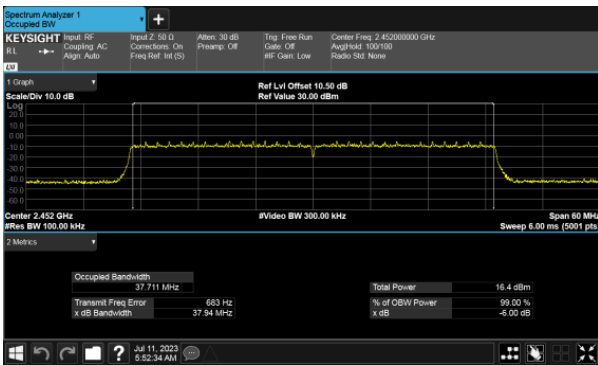 Spectrum Analyzer 1
Occupied BW
KEYSIGHT Input: RF Input Z: 50 Ω Atten: 30 dB Trig: Free Run Center Freq: 2.452000000 GHz
RL Coupling: AC Corrections: On Preamp: Off Gate: Off Avg|Hold: 100/100
Align: Auto Freq Ref: Int (S) #IF Gain: Low Radio Std: None
LXI
1 Graph
Ref Lvl Offset 10.50 dB
Scale/Div 10.0 dB Ref Value 30.00 dBm
Log
20.0
10.0
0.00
-10.0
-20.0
-30.0
-40.0
-50.0
-60.0
Center 2.452 GHz #Video BW 300.00 kHz Span 60 MHz
#Res BW 100.00 kHz Sweep 6.00 ms (5001 pts
2 Metrics
Occupied Bandwidth
37.711 MHz Total Power 16.4 dBm
Transmit Freq Error 683 Hz % of OBW Power 99.00 %
x dB Bandwidth 37.94 MHz x dB -6.00 dB
? Jul 11, 2023
5:52:34 AM